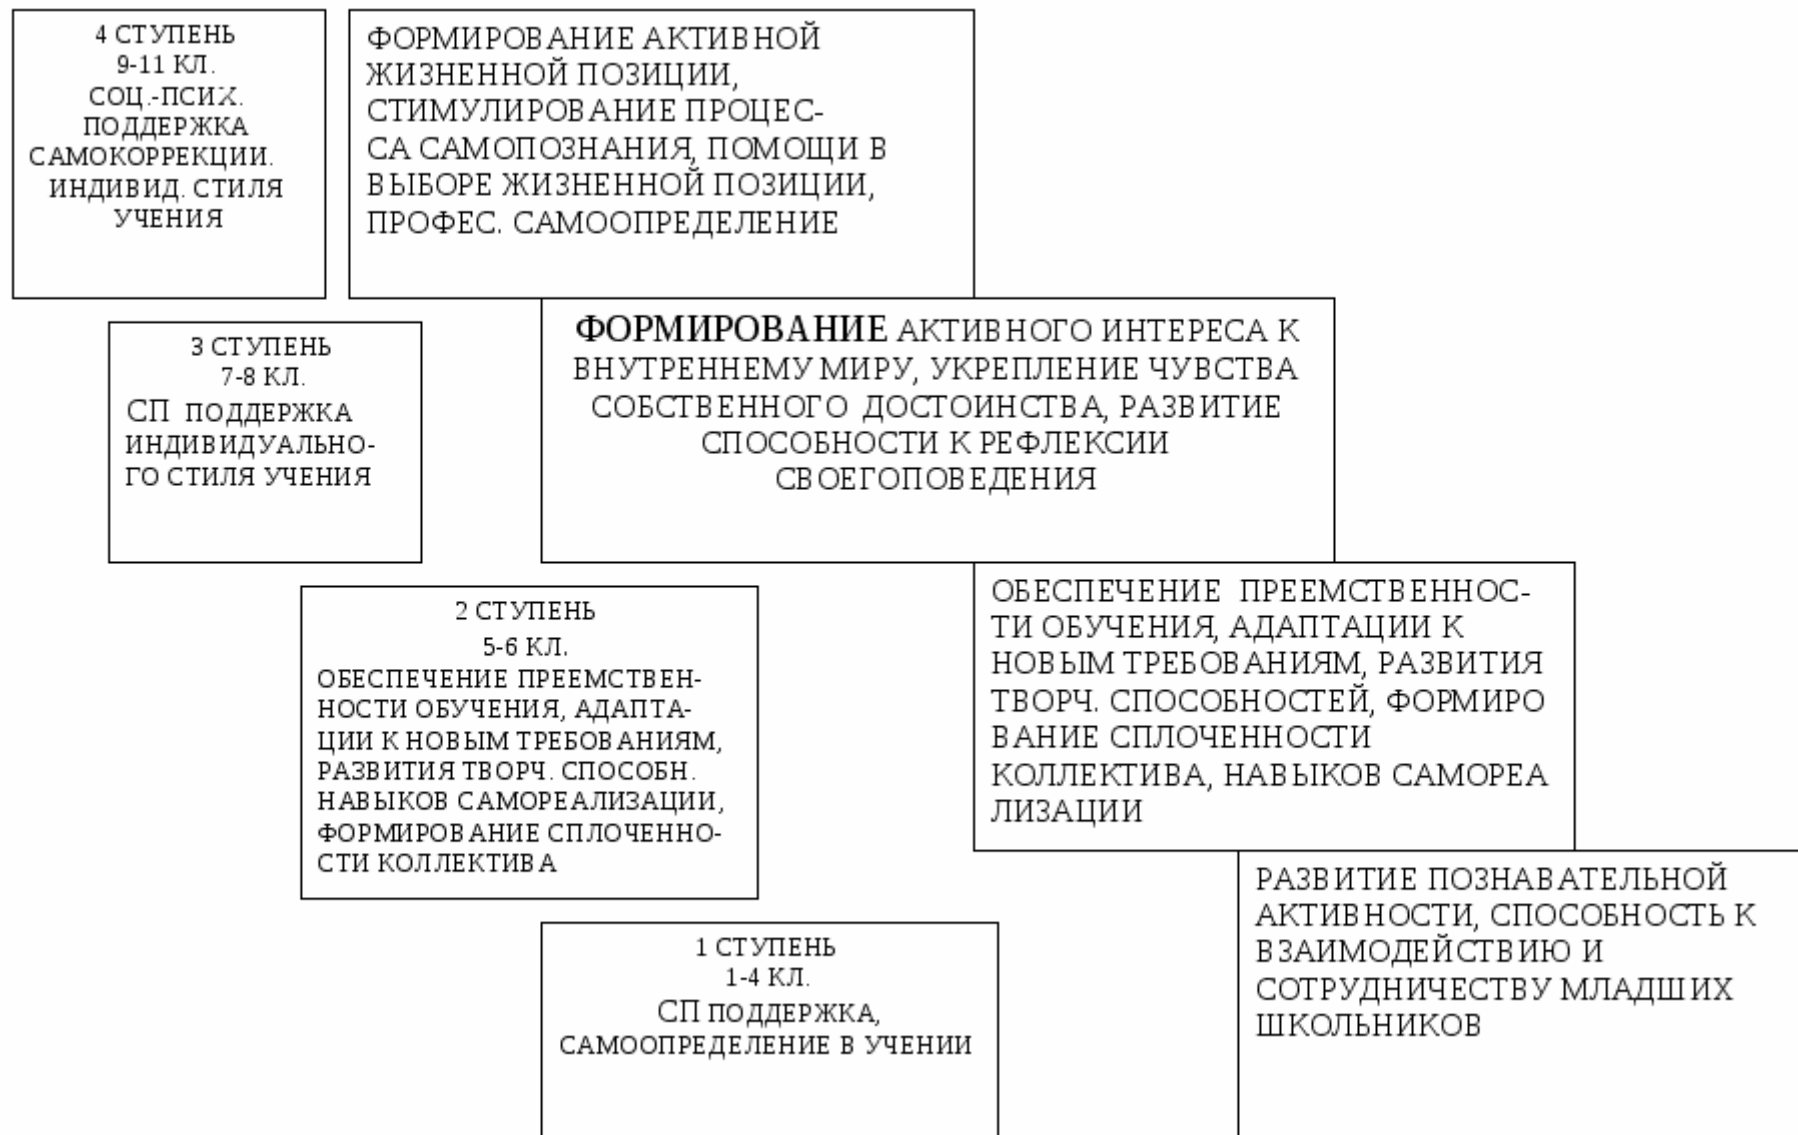 4 СТУПЕНЬ
9-11 КЛ.
СОЦ.-ПСИХ.
ПОДДЕРЖКА
САМОКОРРЕКЦИИ.
ИНДИВИД. СТИЛЯ
УЧЕНИЯ
ФОРМИРОВАНИЕ АКТИВНОЙ
ЖИЗНЕННОЙ ПОЗИЦИИ,
СТИМУЛИРОВАНИЕ ПРОЦЕС-
СА САМОПОЗНАНИЯ, ПОМОЩИ В
ВЫБОРЕ ЖИЗНЕННОЙ ПОЗИЦИИ,
ПРОФЕС. САМООПРЕДЕЛЕНИЕ
3 СТУПЕНЬ
7-8 КЛ.
СП ПОДДЕРЖКА
ИНДИВИДУАЛЬНО-
ГО СТИЛЯ УЧЕНИЯ
ФОРМИРОВАНИЕ АКТИВНОГО ИНТЕРЕСА К
ВНУТРЕННЕМУ МИРУ, УКРЕПЛЕНИЕ ЧУВСТВА
СОБСТВЕННОГО ДОСТОИНСТВА, РАЗВИТИЕ
СПОСОБНОСТИ К РЕФЛЕКСИИ
СВОЕГОПОВЕДЕНИЯ
2 СТУПЕНЬ
5-6 КЛ.
ОБЕСПЕЧЕНИЕ ПРЕЕМСТВЕН-
НОСТИ ОБУЧЕНИЯ, АДАПТА-
ЦИИ К НОВЫМ ТРЕБОВАНИЯМ,
РАЗВИТИЯ ТВОРЧ. СПОСОБН.
НАВЫКОВ САМОРЕАЛИЗАЦИИ,
ФОРМИРОВАНИЕ СПЛОЧЕННО-
СТИ КОЛЛЕКТИВА
ОБЕСПЕЧЕНИЕ ПРЕЕМСТВЕННОС-
ТИ ОБУЧЕНИЯ, АДАПТАЦИИ К
НОВЫМ ТРЕБОВАНИЯМ, РАЗВИТИЯ
ТВОРЧ. СПОСОБНОСТЕЙ, ФОРМИРО
ВАНИЕ СПЛОЧЕННОСТИ
КОЛЛЕКТИВА, НАВЫКОВ САМОРЕА
ЛИЗАЦИИ
1 СТУПЕНЬ
1-4 КЛ.
СП ПОДДЕРЖКА,
САМООПРЕДЕЛЕНИЕ В УЧЕНИИ
РАЗВИТИЕ ПОЗНАВАТЕЛЬНОЙ
АКТИВНОСТИ, СПОСОБНОСТЬ К
ВЗАИМОДЕЙСТВИЮ И
СОТРУДНИЧЕСТВУ МЛАДШИХ
ШКОЛЬНИКОВ